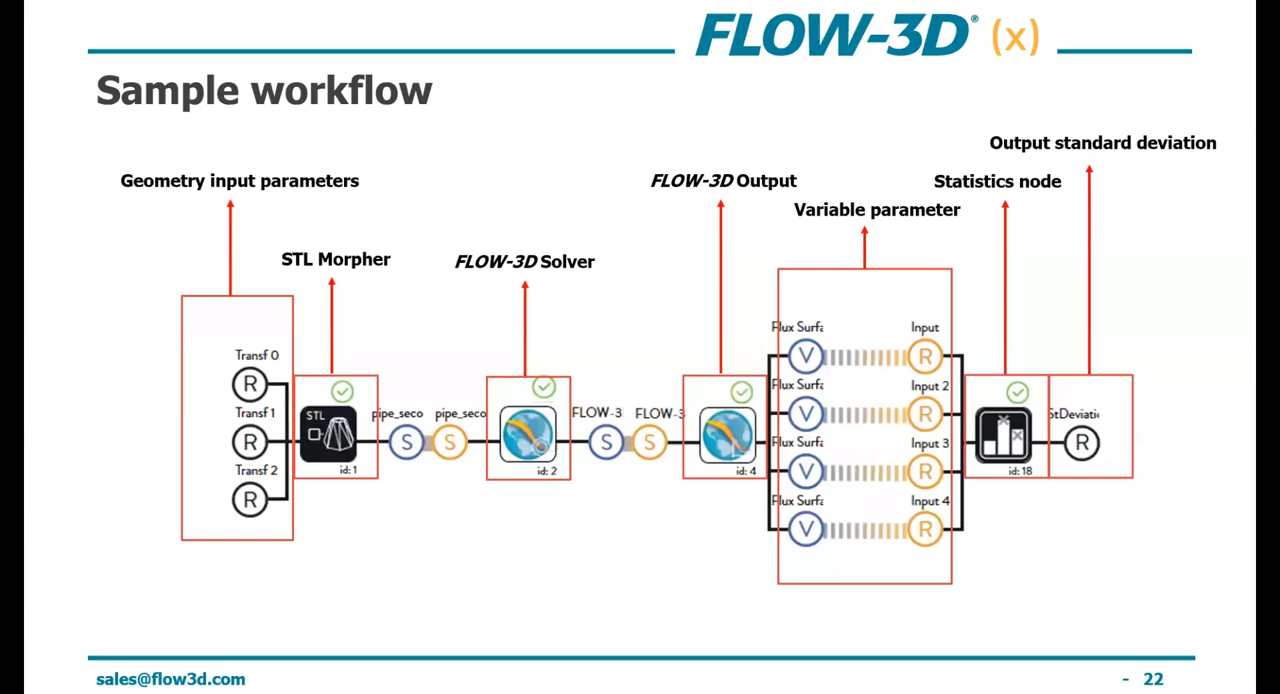 FLOW-3D® (x)
Sample workflow
Output standard deviation
Geometry input parameters
FLOW-3D Output
Statistics node
Variable parameter
STL Morpher
FLOW-3D Solver
Flux Surfa
Input
V
R
Transf 0
R
Flux Surfa
Input 2
V
R
STL
id: 1
Transf 1
R
pipe_seco
pipe_seco
S
S
id: 2
FLOW-3
FLOW-3
S
S
id: 4
Flux Surfa
Input 3
V
R
id: 18
StDeviatic
R
Transf 2
R
Flux Surfa
Input 4
V
R
sales@flow3d.com
- 22